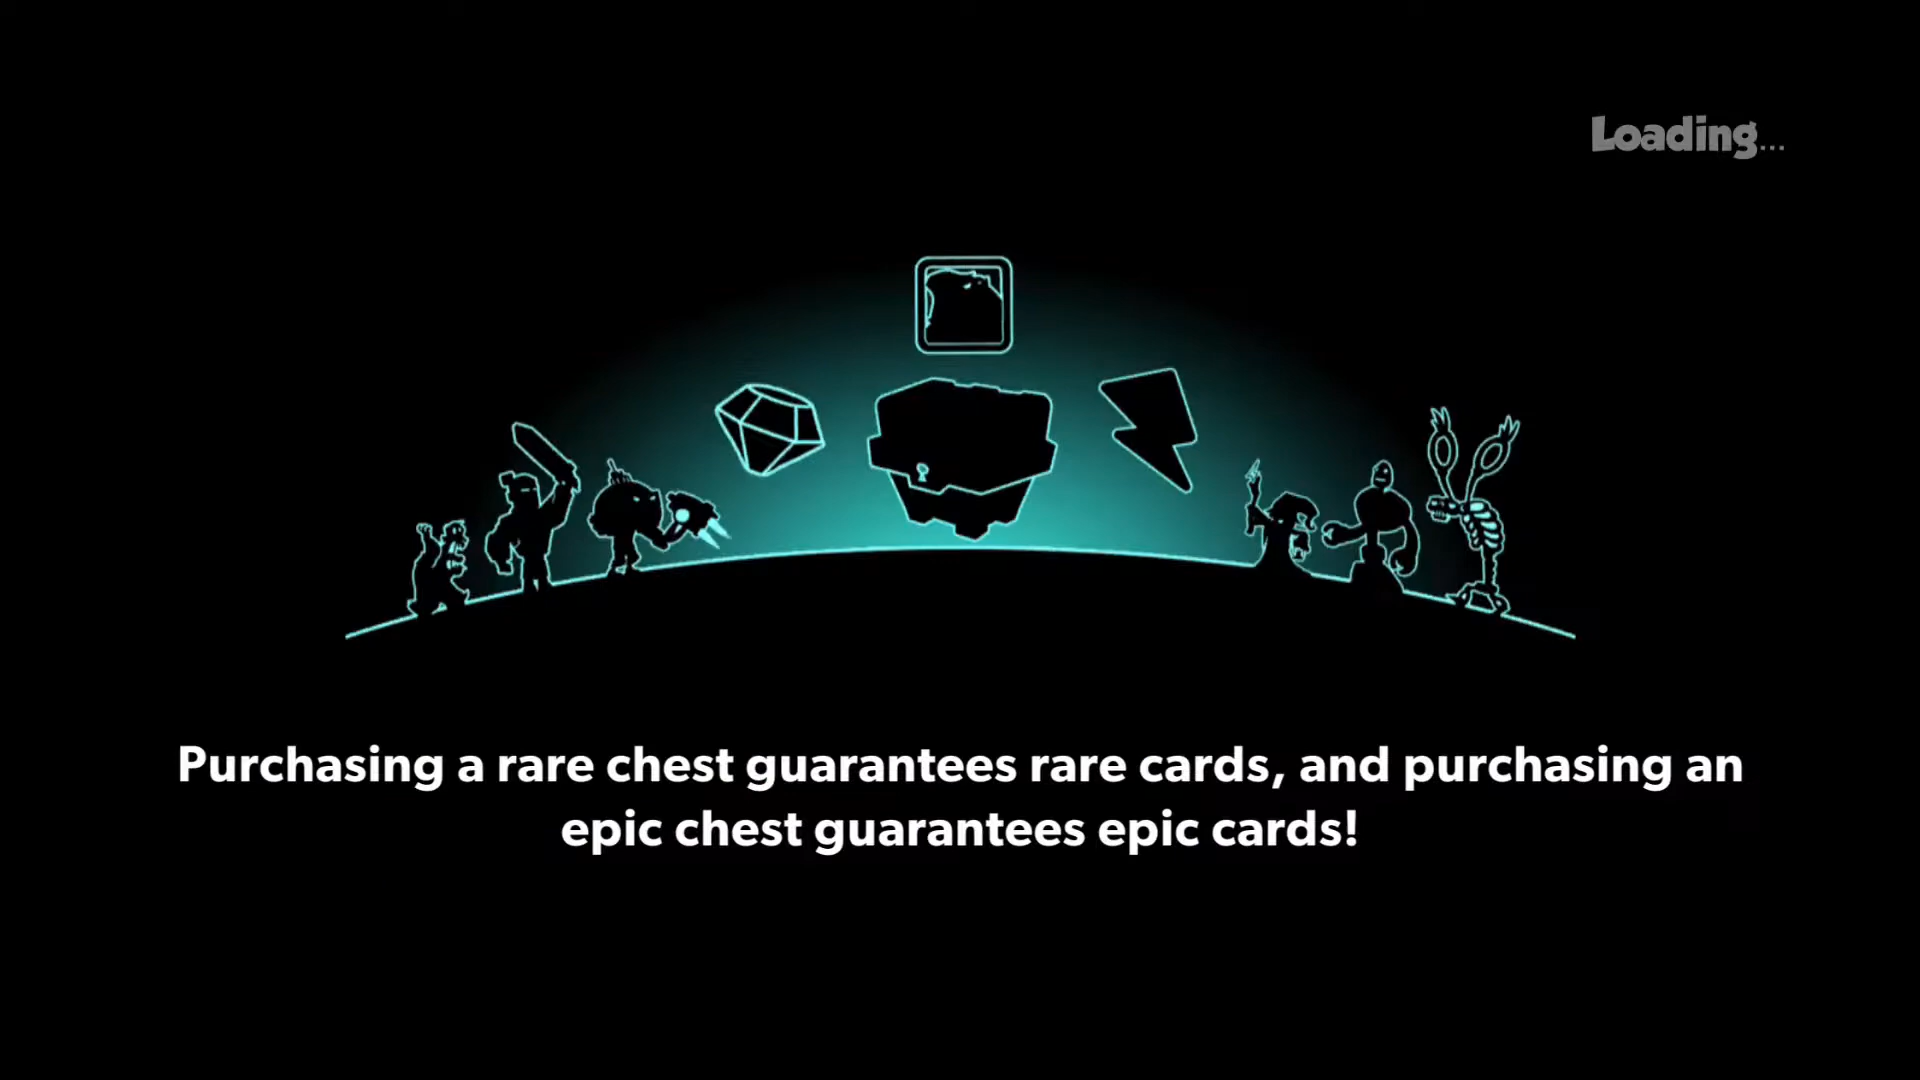 Loading...
Purchasing a rare chest guarantees rare cards, and purchasing an
epic chest guarantees epic cards!